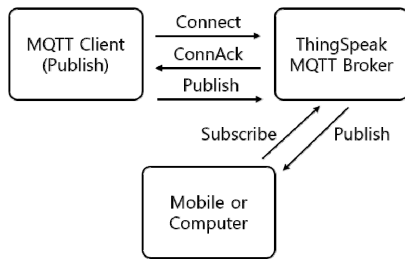 Connect
MQTT Client
(Publish)
ConnAck
ThingSpeak
MQTT Broker
Publish
Subscribe
Publish
Mobile or
Computer